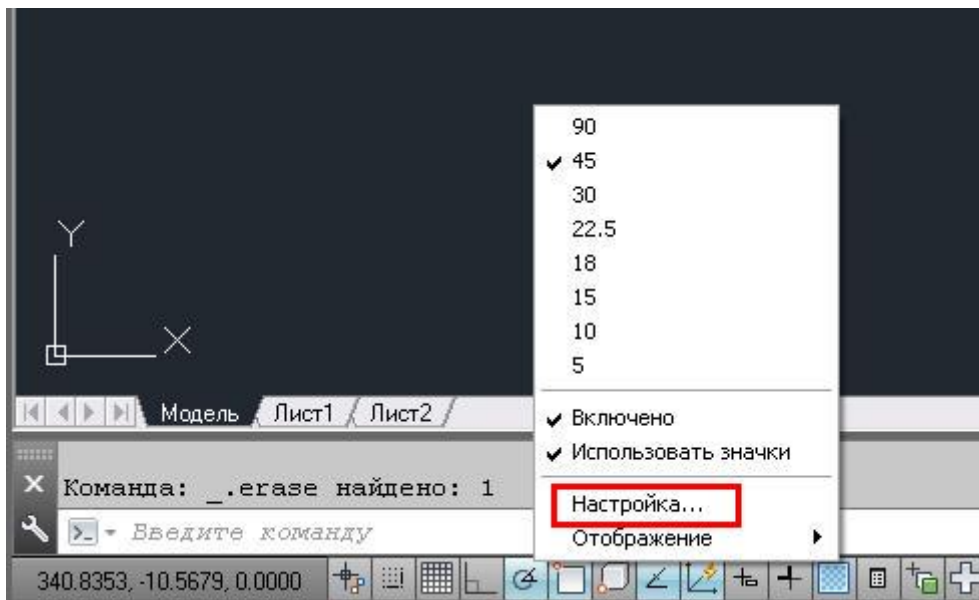 90
45
30
22.5
18
15
10
5
Y
X
Модель Лист1 Лист2
Включено
Использовать значки
Команда: _.erase найдено: 1
Настройка...
Введите команду
Отображение
340.8353, -10.5679, 0.0000